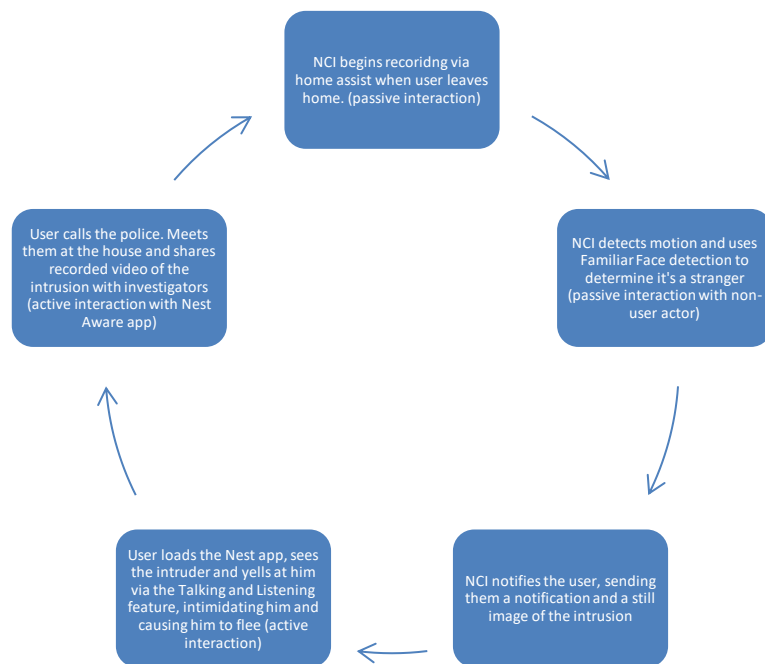 NCI begins recoridng via
home assist when user leaves
home. (passive interaction)
NCI detects motion and uses
Familiar Face detection to
determine it's a stranger
(passive interaction with non-
user actor)
NCI notifies the user, sending
them a notification and a still
image of the intrusion
User loads the Nest app, sees
the intruder and yells at him
via the Talking and Listening
feature, intimidating him and
causing him to flee (active
interaction)
User calls the police. Meets
them at the house and shares
recorded video of the
intrusion with investigators
(active interaction with Nest
Aware app)